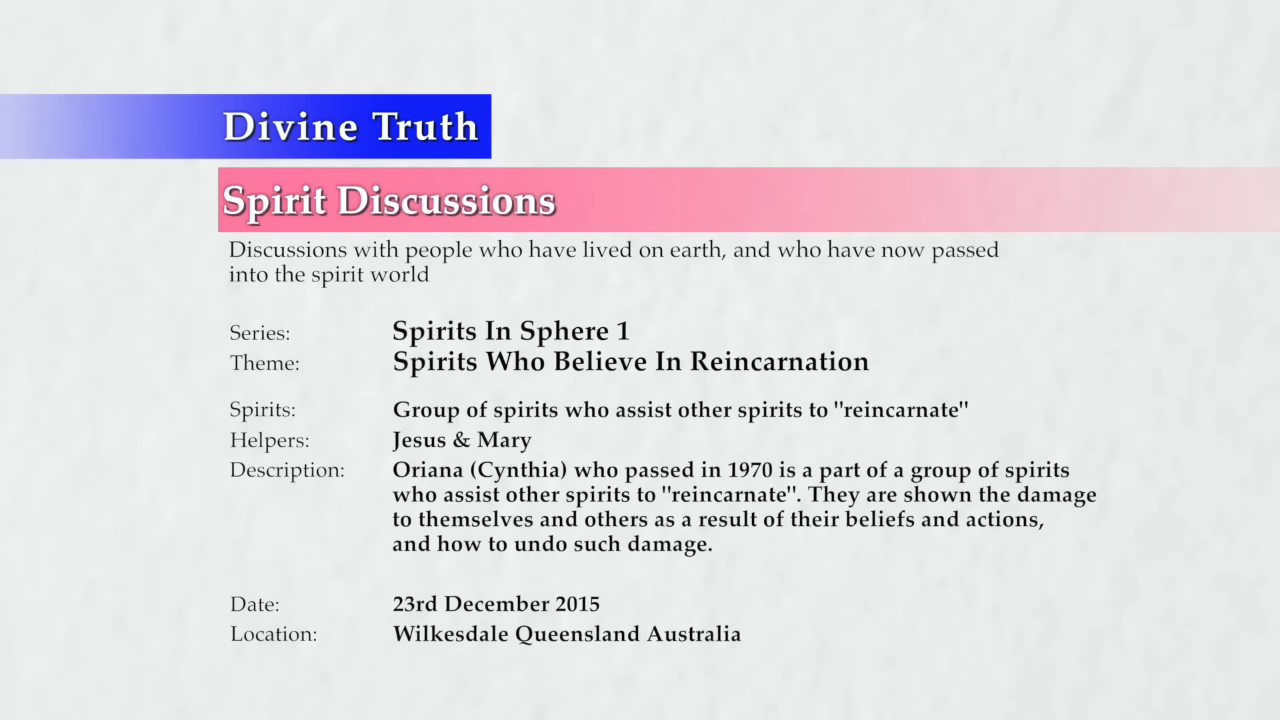 Divine Truth
Spirit Discussions
Discussions with people who have lived on earth, and who have now passed
into the spirit world
Series: Spirits In Sphere 1
Theme: Spirits Who Believe In Reincarnation
Spirits: Group of spirits who assist other spirits to "reincarnate"
Helpers: Jesus & Mary
Description: Oriana (Cynthia) who passed in 1970 is a part of a group of spirits
who assist other spirits to "reincarnate". They are shown the damage
to themselves and others as a result of their beliefs and actions,
and how to undo such damage.
Date: 23rd December 2015
Location: Wilkesdale Queensland Australia